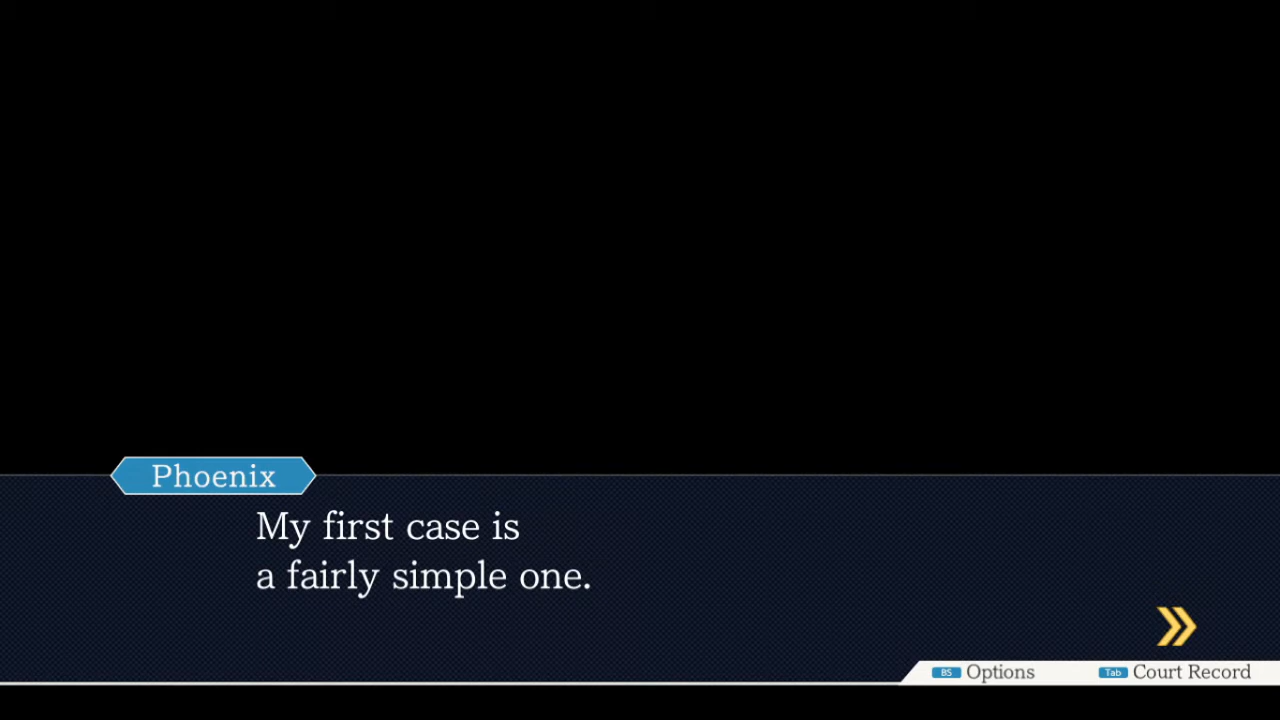 Phoenix
My first case is
a fairly simple one.
BS Options Tab Court Record